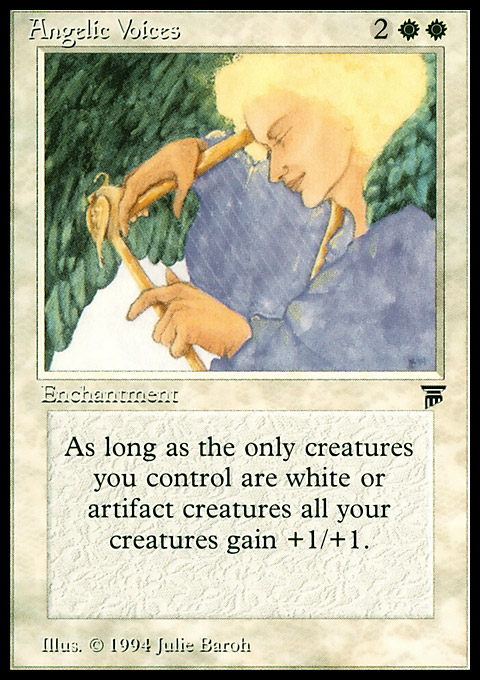 Angelic Voices 2
Enchantment
As long as the only creatures
you control are white or
artifact creatures all your
creatures gain +1/+1.
Illus. © 1994 Julie Baroh